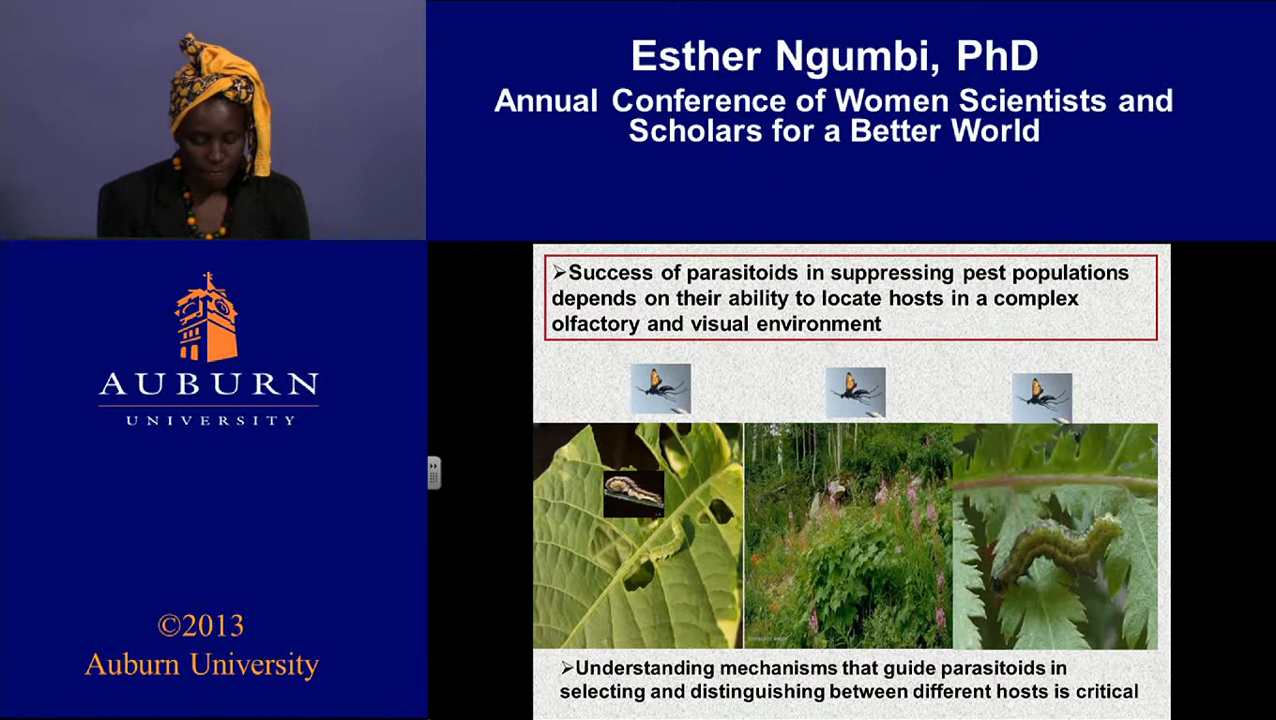 Esther Ngumbi, PhD
Annual Conference of Women Scientists and
Scholars for a Better World
➢Success of parasitoids in suppressing pest populations
depends on their ability to locate hosts in a complex
olfactory and visual environment
➢Understanding mechanisms that guide parasitoids in
selecting and distinguishing between different hosts is critical
AUBURN
UNIVERSITY
©2013
Auburn University